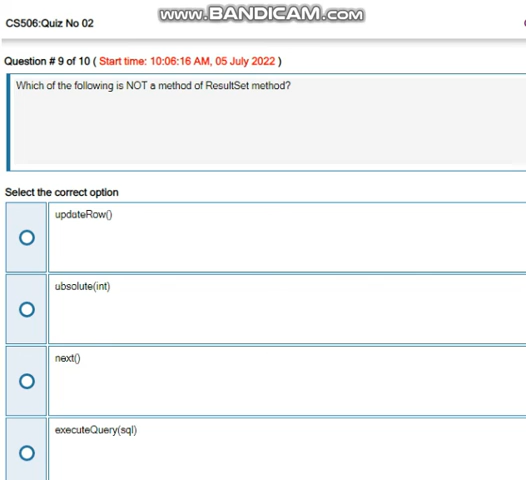 www.BANDICAM.com
CS506:Quiz No 02
Question # 9 of 10 ( Start time: 10:06:16 AM, 05 July 2022 )
Which of the following is NOT a method of ResultSet method?
Select the correct option
updateRow()
ubsolute(int)
next()
executeQuery(sql)